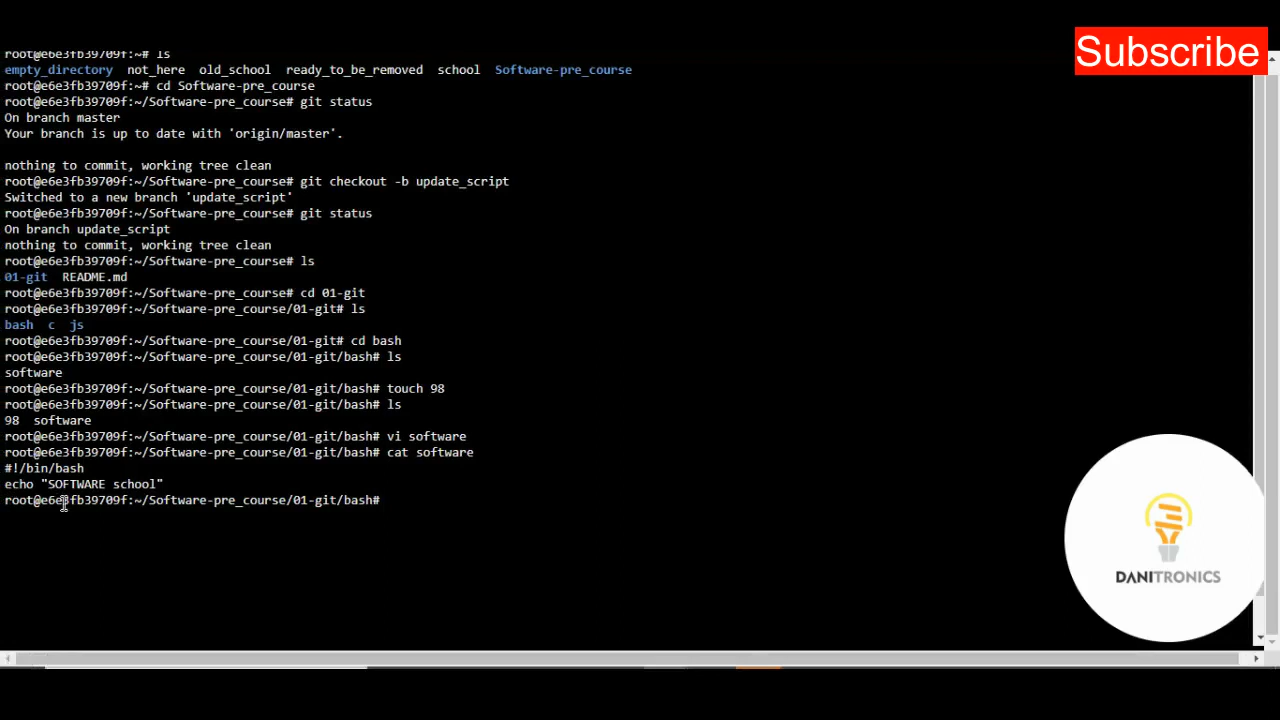 Subscribe
root@e6e3fb39709f:~# ls
empty_directory  not_here  old_school  ready_to_be_removed  school  Software-pre_course
root@e6e3fb39709f:~# cd Software-pre_course
root@e6e3fb39709f:~/Software-pre_course# git status
On branch master
Your branch is up to date with 'origin/master'.
nothing to commit, working tree clean
root@e6e3fb39709f:~/Software-pre_course# git checkout -b update_script
Switched to a new branch 'update_script'
root@e6e3fb39709f:~/Software-pre_course# git status
On branch update_script
nothing to commit, working tree clean
root@e6e3fb39709f:~/Software-pre_course# ls
01-git  README.md
root@e6e3fb39709f:~/Software-pre_course# cd 01-git
root@e6e3fb39709f:~/Software-pre_course/01-git# ls
bash  c  js
root@e6e3fb39709f:~/Software-pre_course/01-git# cd bash
root@e6e3fb39709f:~/Software-pre_course/01-git/bash# ls
software
root@e6e3fb39709f:~/Software-pre_course/01-git/bash# touch 98
root@e6e3fb39709f:~/Software-pre_course/01-git/bash# ls
98  software
root@e6e3fb39709f:~/Software-pre_course/01-git/bash# vi software
root@e6e3fb39709f:~/Software-pre_course/01-git/bash# cat software
#!/bin/bash
echo "SOFTWARE school"
root@e6e3fb39709f:~/Software-pre_course/01-git/bash#
DANITRONICS